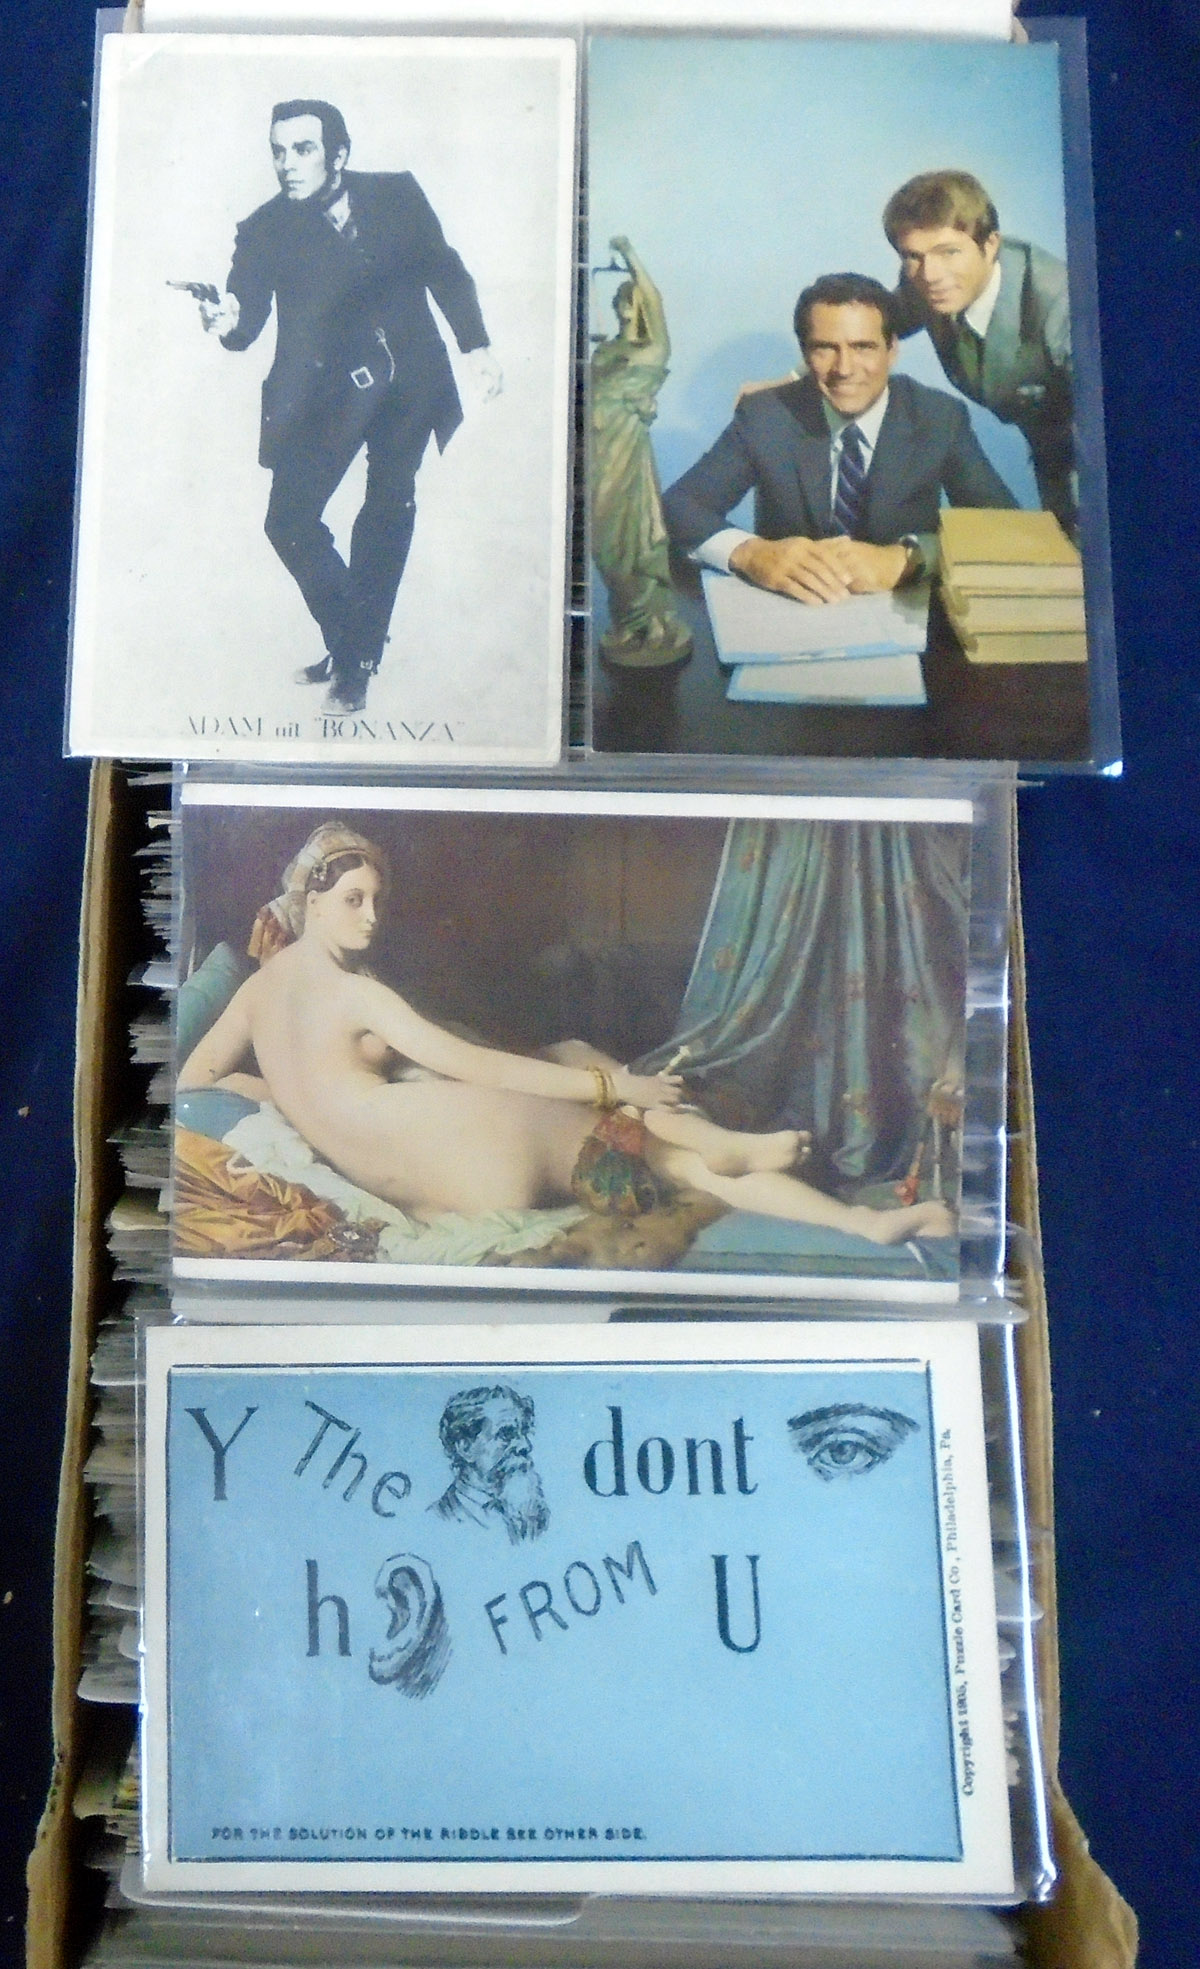 ADAM uit "BONANZA"
Y The dont
h FROM U
FOR THE SOLUTION OF THE RIDDLE SEE OTHER SIDE.
Copyright 1905, Puzzle Card Co., Philadelphia, Pa.